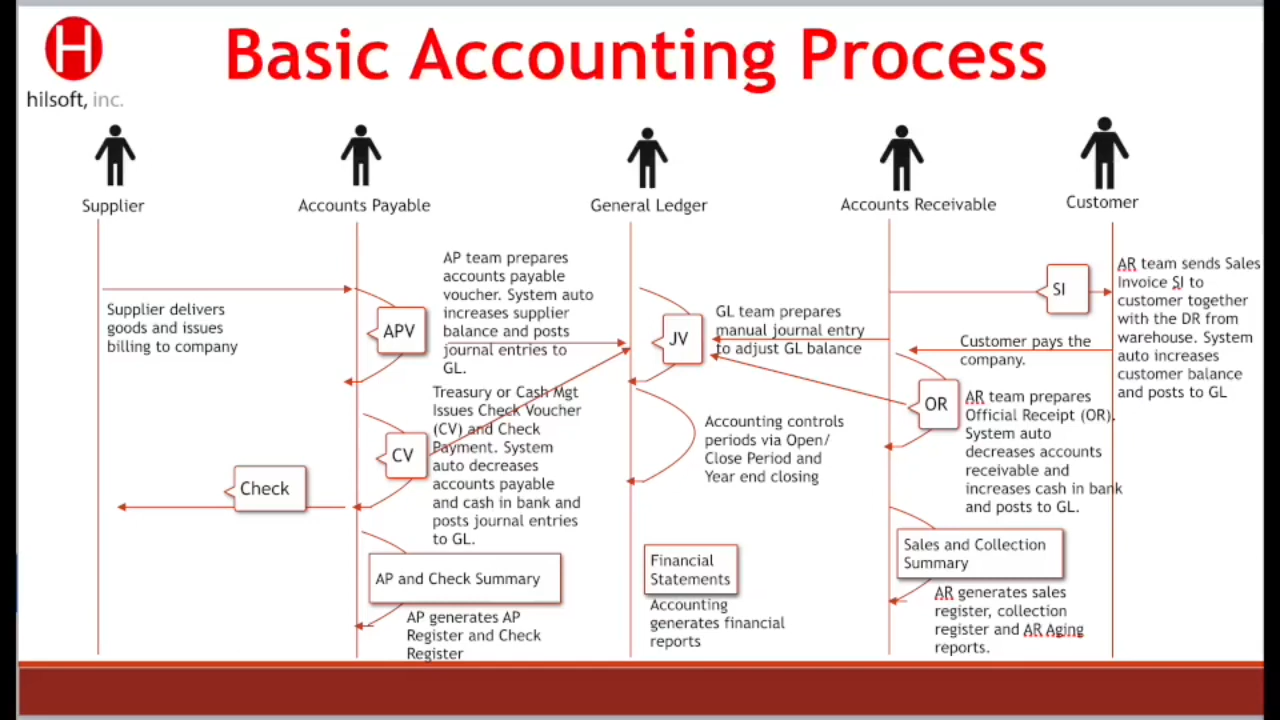 Basic Accounting Process
H
hilsoft, inc.
Supplier
Accounts Payable
General Ledger
Accounts Receivable
Customer
Supplier delivers
goods and issues
billing to company
APV
AP team prepares
accounts payable
voucher. System auto
increases supplier
balance and posts
journal entries to
GL.
CV
Treasury or Cash Mgt
Issues Check Voucher
(CV) and Check
Payment. System
auto decreases
accounts payable
and cash in bank and
posts journal entries
to GL.
Check
AP and Check Summary
AP generates AP
Register and Check
Register
JV
GL team prepares
manual journal entry
to adjust GL balance
Accounting controls
periods via Open/
Close Period and
Year end closing
Financial
Statements
Accounting
generates financial
reports
SI
AR team sends Sales
Invoice SI to
customer together
with the DR from
warehouse. System
auto increases
customer balance
and posts to GL
Customer pays the
company.
OR
AR team prepares
Official Receipt (OR).
System auto
decreases accounts
receivable and
increases cash in bank
and posts to GL.
Sales and Collection
Summary
AR generates sales
register, collection
register and AR Aging
reports.